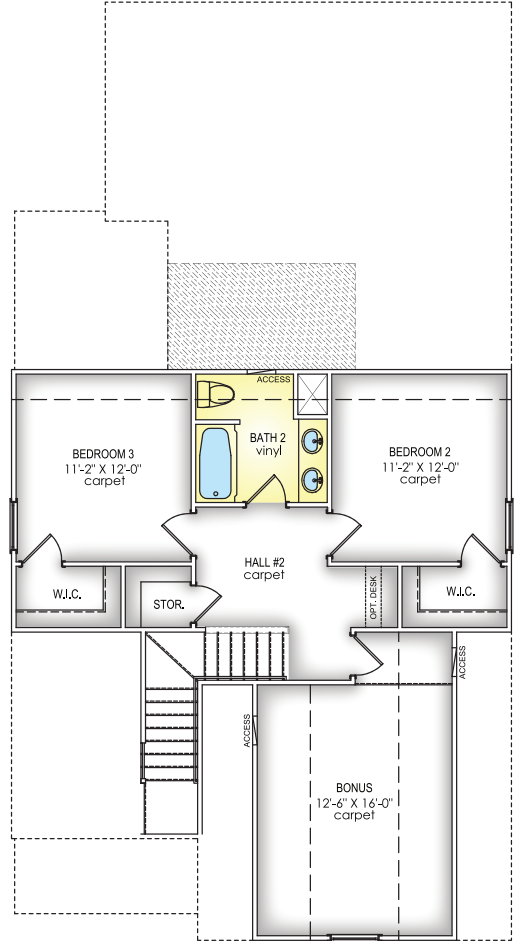 ACCESS
BEDROOM 3
11'-2" X 12'-0"
carpet
BATH 2
vinyl
BEDROOM 2
11'-2" X 12'-0"
carpet
HALL #2
carpet
W.I.C.
STOR.
OPT. DESK
W.I.C.
ACCESS
ACCESS
BONUS
12'-6" X 16'-0"
carpet